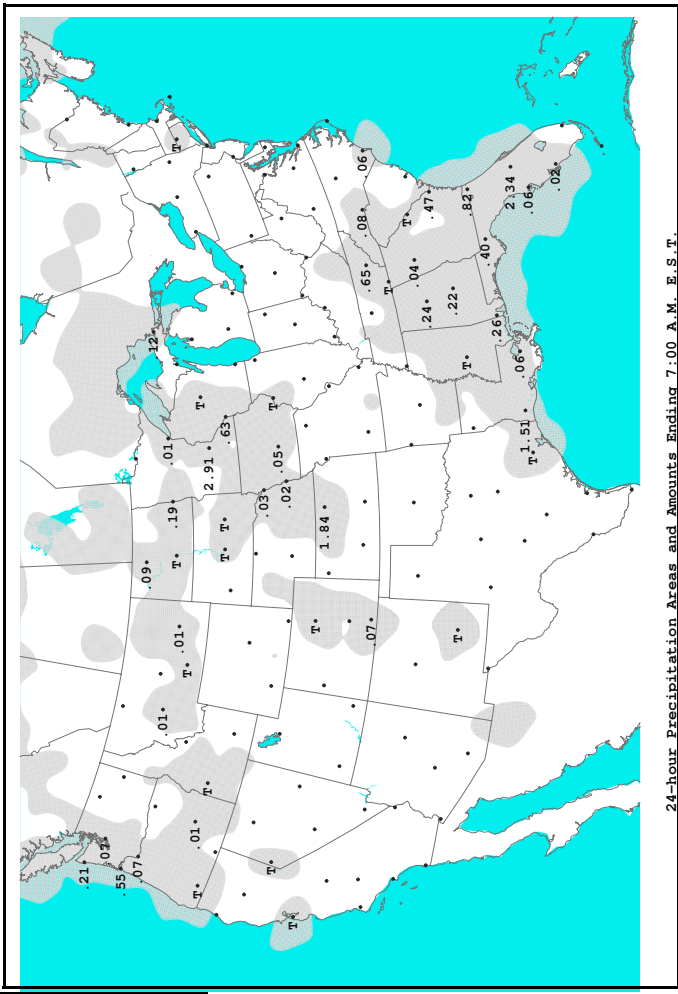 .21
.55
.07
.09
.12
.01
.01
.19
T
T
.01
T
.01
T
T
T
2.91
T
T
.63
.03
T
T
.05
.02
T
T
1.84
.08
.06
.65
.07
T
T
.04
.24
.47
.22
T
T
.82
.40
.26
2.34
.06
1.51
.06
T
.02
24-hour Precipitation Areas and Amounts Ending 7:00 A.M. E.S.T.